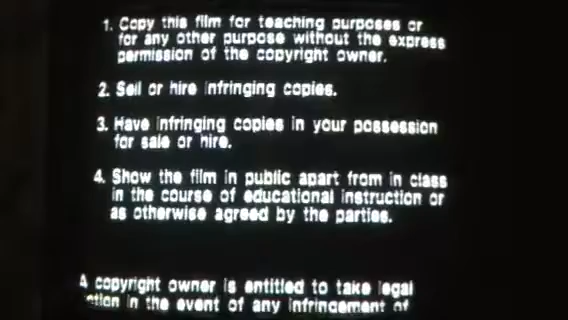 1. Copy this film for teaching purposes or
for any other purpose without the express
permission of the copyright owner.
2. Sell or hire infringing copies.
3. Have infringing copies in your possession
for sale or hire.
4. Show the film in public apart from in class
in the course of educational instruction or
as otherwise agreed by the parties.
A copyright owner is entitled to take legal
action in the event of any infringement of